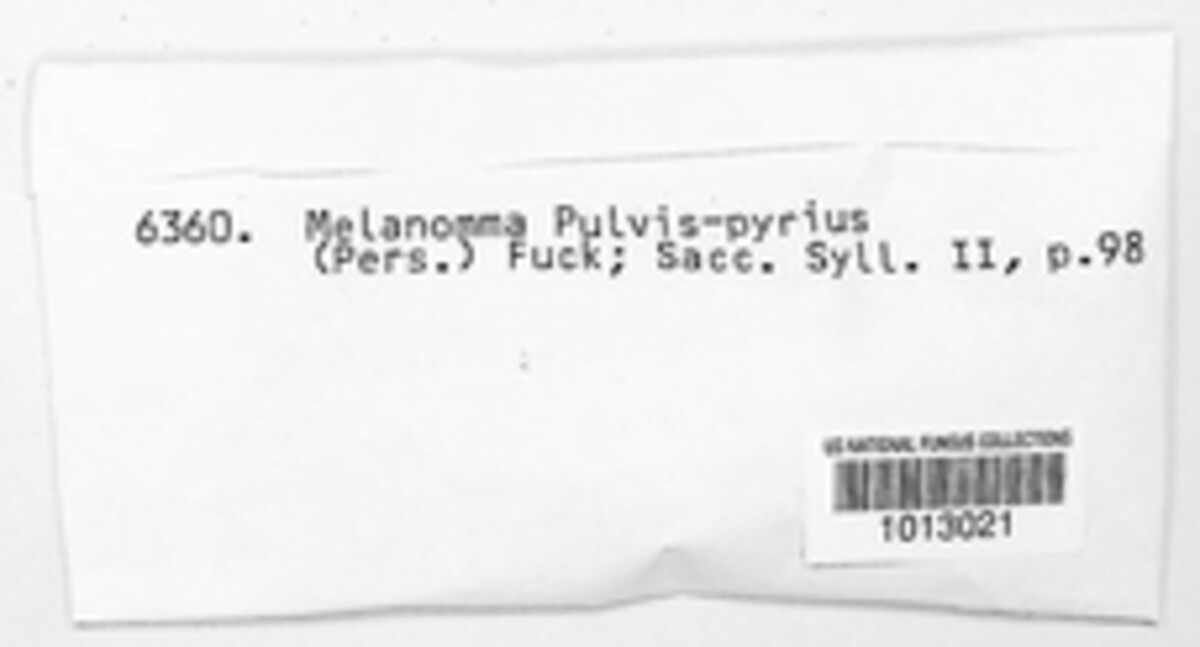 6360. Melanomma Pulvis-pyrius
(Pers.) Fuck; Sacc. Syll. II, p.98
US NATIONAL FUNGUS COLLECTIONS
1013021